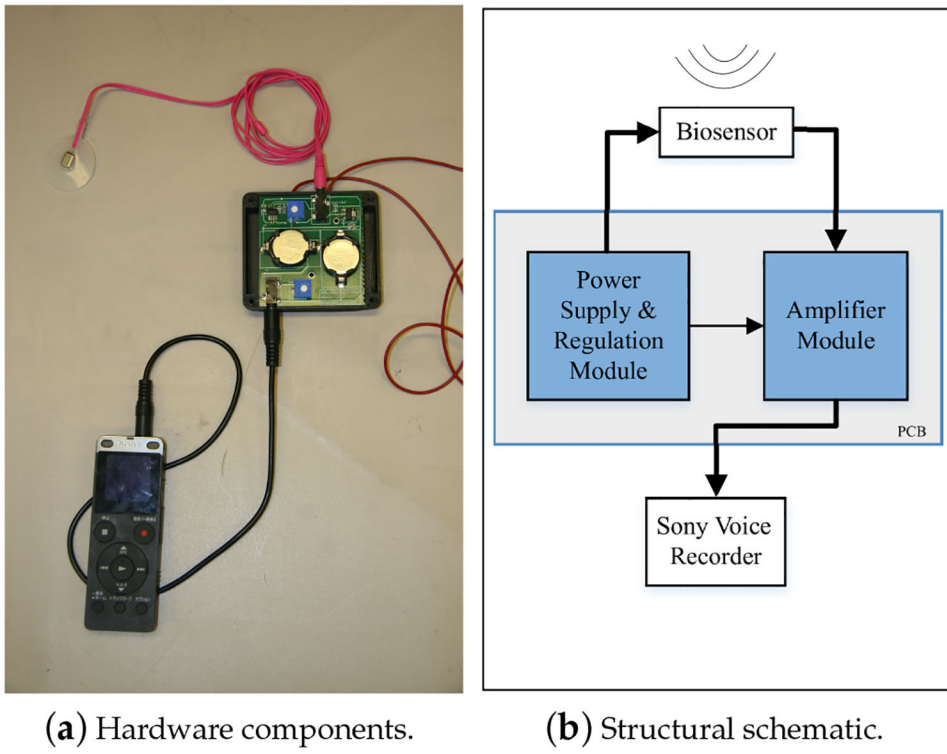 Biosensor
Power
Supply &
Regulation
Module
Amplifier
Module
PCB
Sony Voice
Recorder
(a) Hardware components.
(b) Structural schematic.